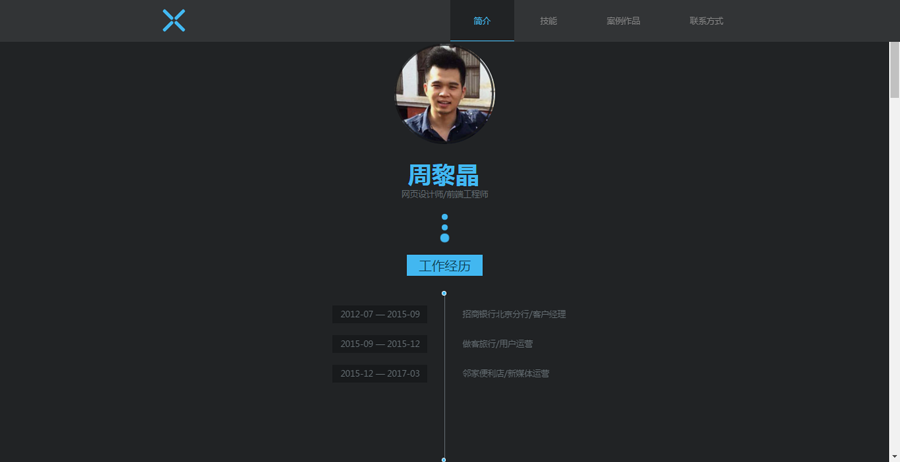 简介 技能 案例作品 联系方式
周黎晶
网页设计师/前端工程师
工作经历
2012-07 — 2015-09 招商银行北京分行/客户经理
2015-09 — 2015-12 做客旅行/用户运营
2015-12 — 2017-03 邻家便利店/新媒体运营